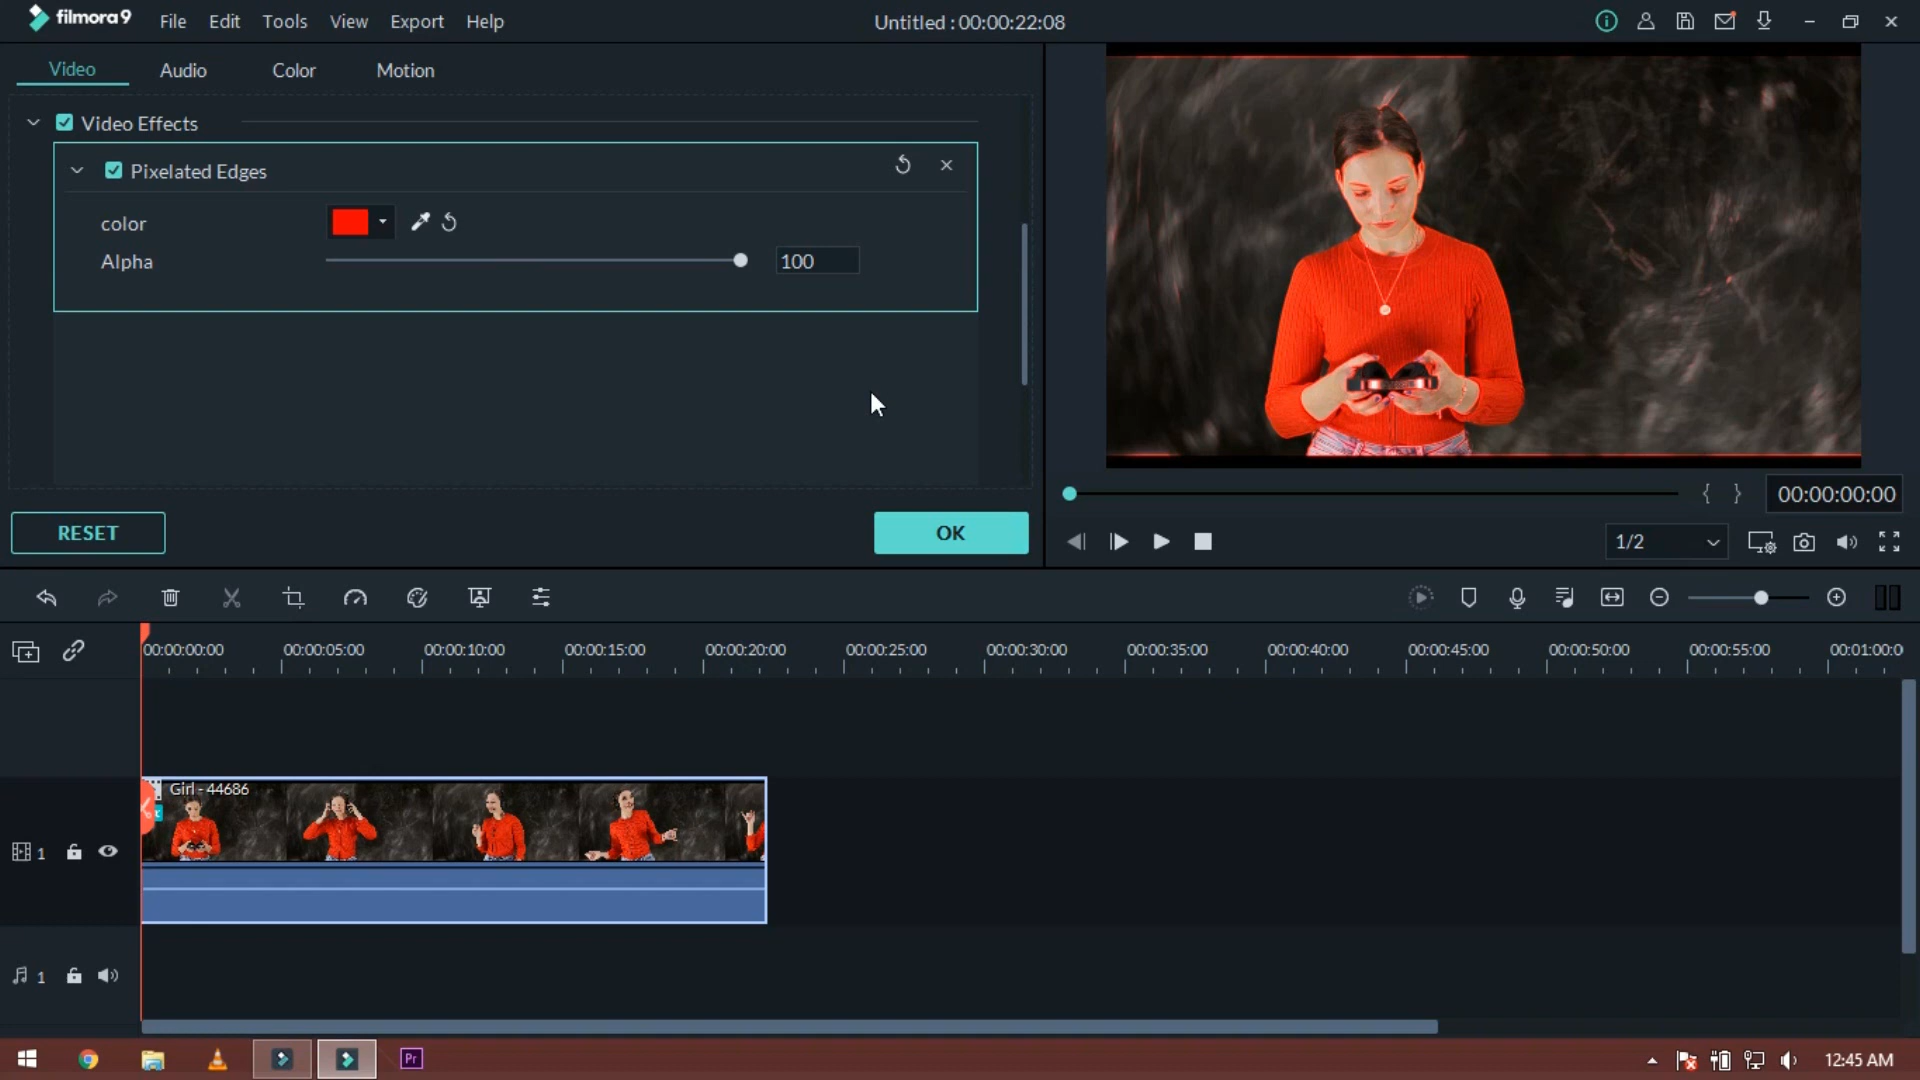 filmora9 File Edit Tools View Export Help Untitled : 00:00:22:08
Video Audio Color Motion
Video Effects
Pixelated Edges
color
Alpha 100
RESET OK
00:00:00:00
1/2
00:00:00:00 00:00:05:00 00:00:10:00 00:00:15:00 00:00:20:00 00:00:25:00 00:00:30:00 00:00:35:00 00:00:40:00 00:00:45:00 00:00:50:00 00:00:55:00 00:01:00:0
Girl - 44686
1
1
Pr 12:45 AM